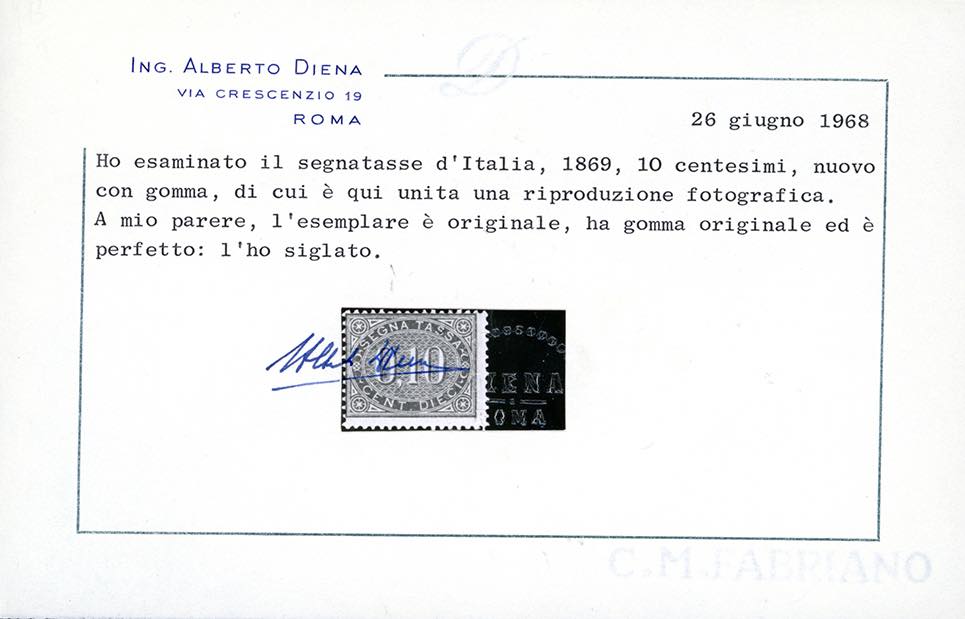 ING. ALBERTO DIENA
VIA CRESCENZIO 19
ROMA
26 giugno 1968
Ho esaminato il segnatasse d'Italia, 1869, 10 centesimi, nuovo
con gomma, di cui è qui unita una riproduzione fotografica.
A mio parere, l'esemplare è originale, ha gomma originale ed è
perfetto: l'ho siglato.
SEGNA TASSA
0,10
CENT. DIECI
IENA
OMA
C.M.FABRIANO